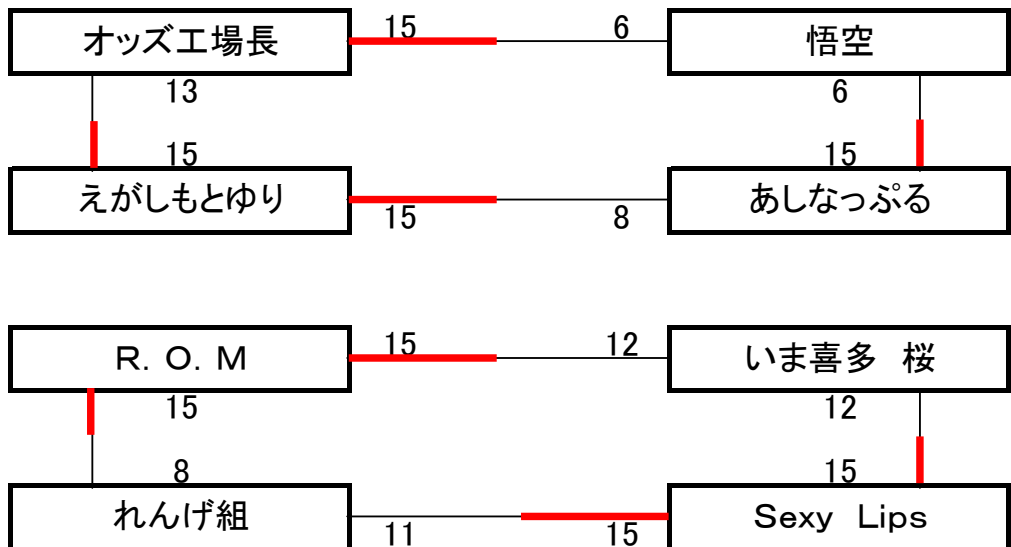 オッズ工場長 15 6 悟空
13 6
15 15
えがしもとゆり 15 8 あしなっぷる
R.O.M 15 12 いま喜多 桜
15 12
8 15
れんげ組 11 15 Sexy Lips